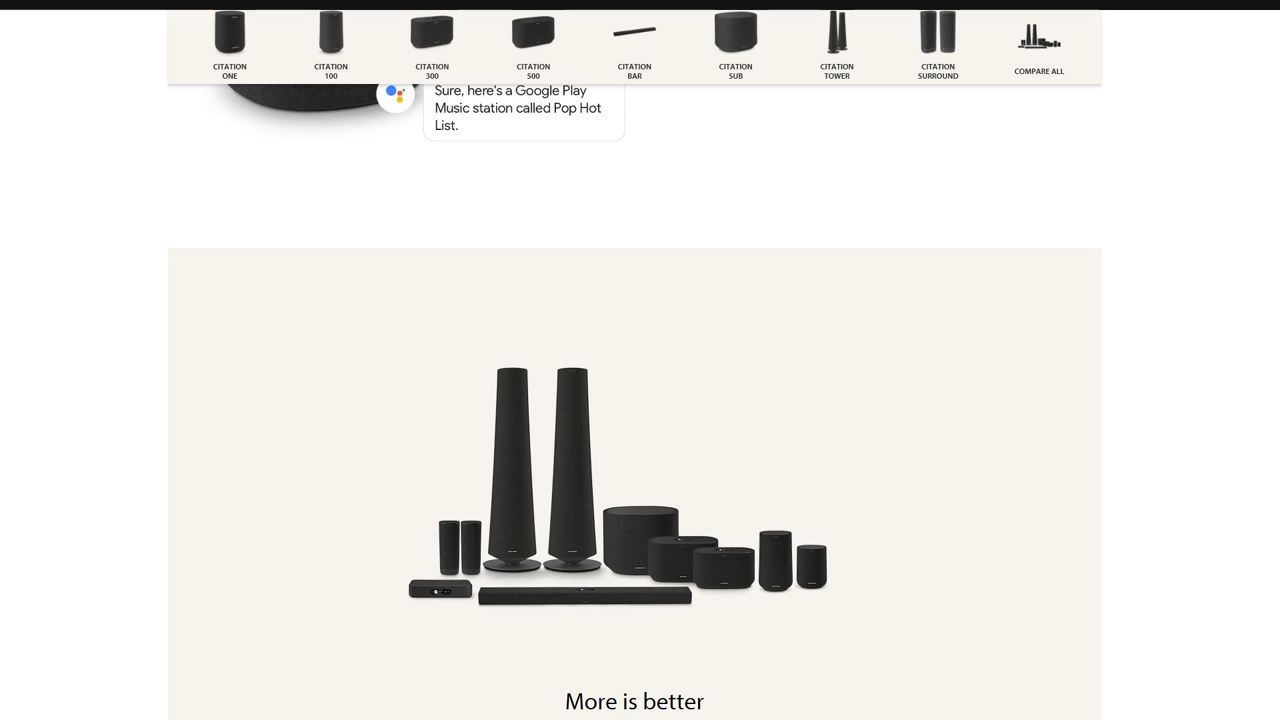 CITATION
ONE
CITATION
100
CITATION
300
CITATION
500
CITATION
BAR
CITATION
SUB
CITATION
TOWER
CITATION
SURROUND
COMPARE ALL
Sure, here's a Google Play
Music station called Pop Hot
List.
More is better